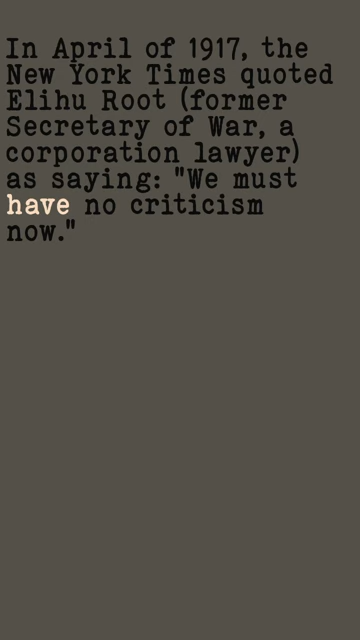 In April of 1917, the
New York Times quoted
Elihu Root (former
Secretary of War, a
corporation lawyer)
as saying: "We must
have no criticism
now."